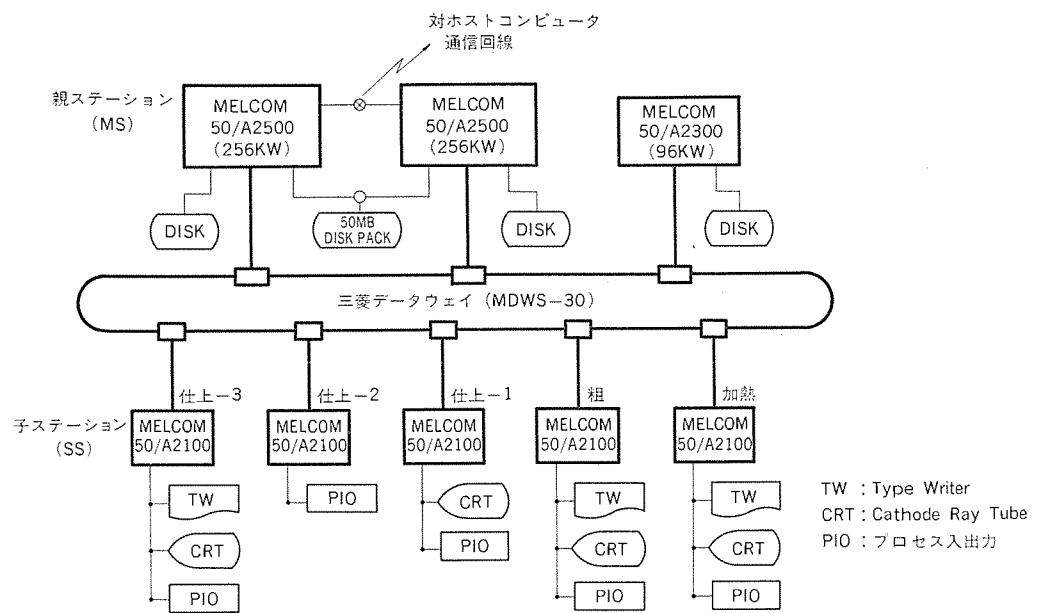 対ホストコンピュータ
通信回線
親ステーション
(MS)
MELCOM
50/A2500
(256KW)
MELCOM
50/A2500
(256KW)
MELCOM
50/A2300
(96KW)
DISK
50MB
DISK PACK
DISK
DISK
三菱データウェイ(MDWS-30)
仕上-3
仕上-2
仕上-1
粗
加熱
子ステーション
(SS)
MELCOM
50/A2100
MELCOM
50/A2100
MELCOM
50/A2100
MELCOM
50/A2100
MELCOM
50/A2100
TW
CRT
PIO
PIO
CRT
PIO
TW
CRT
PIO
TW
CRT
PIO
TW : Type Writer
CRT : Cathode Ray Tube
PIO : プロセス入出力